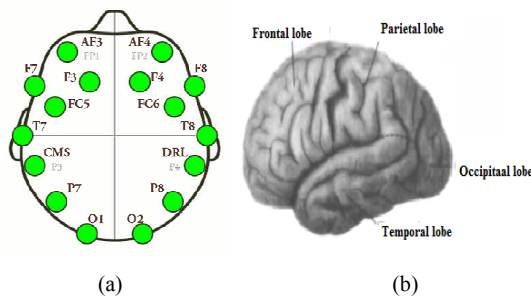 AF3 AF4
FP1 FP2
F7 F3 F4 F8
FC5 FC6
T7 T8
CMS DRL
P3 P4
P7 P8
O1 O2
(a)
Frontal lobe
Parietal lobe
Occipitaal lobe
Temporal lobe
(b)